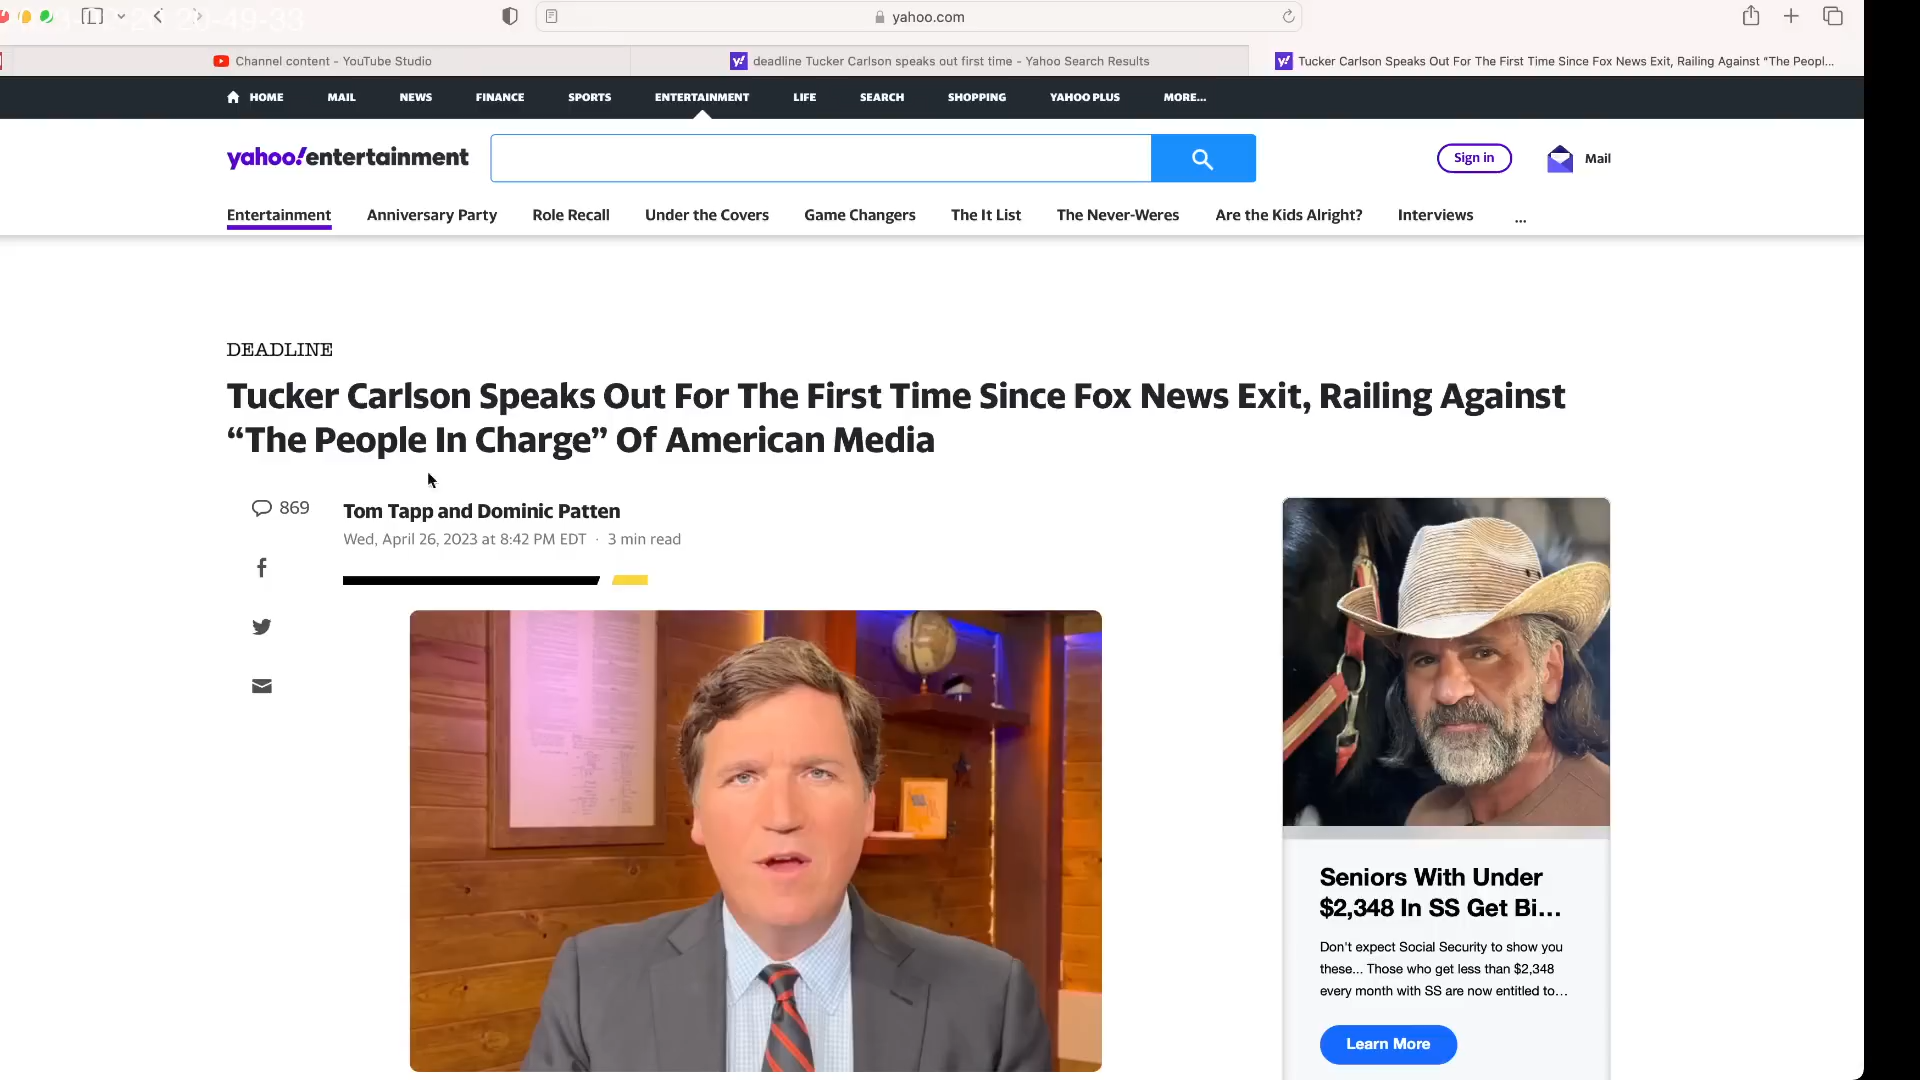 yahoo.com
Channel content - YouTube Studio
deadline Tucker Carlson speaks out first time - Yahoo Search Results
Tucker Carlson Speaks Out For The First Time Since Fox News Exit, Railing Against "The Peopl...
HOME MAIL NEWS FINANCE SPORTS ENTERTAINMENT LIFE SEARCH SHOPPING YAHOO PLUS MORE...
yahoo!entertainment
Sign in
Mail
Entertainment Anniversary Party Role Recall Under the Covers Game Changers The It List The Never-Weres Are the Kids Alright? Interviews ...
DEADLINE
Tucker Carlson Speaks Out For The First Time Since Fox News Exit, Railing Against
“The People In Charge” Of American Media
869
Tom Tapp and Dominic Patten
Wed, April 26, 2023 at 8:42 PM EDT · 3 min read
Seniors With Under
$2,348 In SS Get Bi...
Don't expect Social Security to show you
these... Those who get less than $2,348
every month with SS are now entitled to...
Learn More